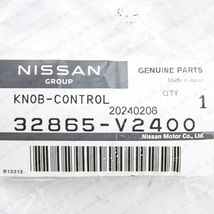 NISSAN
GROUP
GENUINE PARTS
Made in Japan
KNOB-CONTROL
QTY
1
20240206
32865-V2400
Nissan Motor Co., Ltd.
B12312